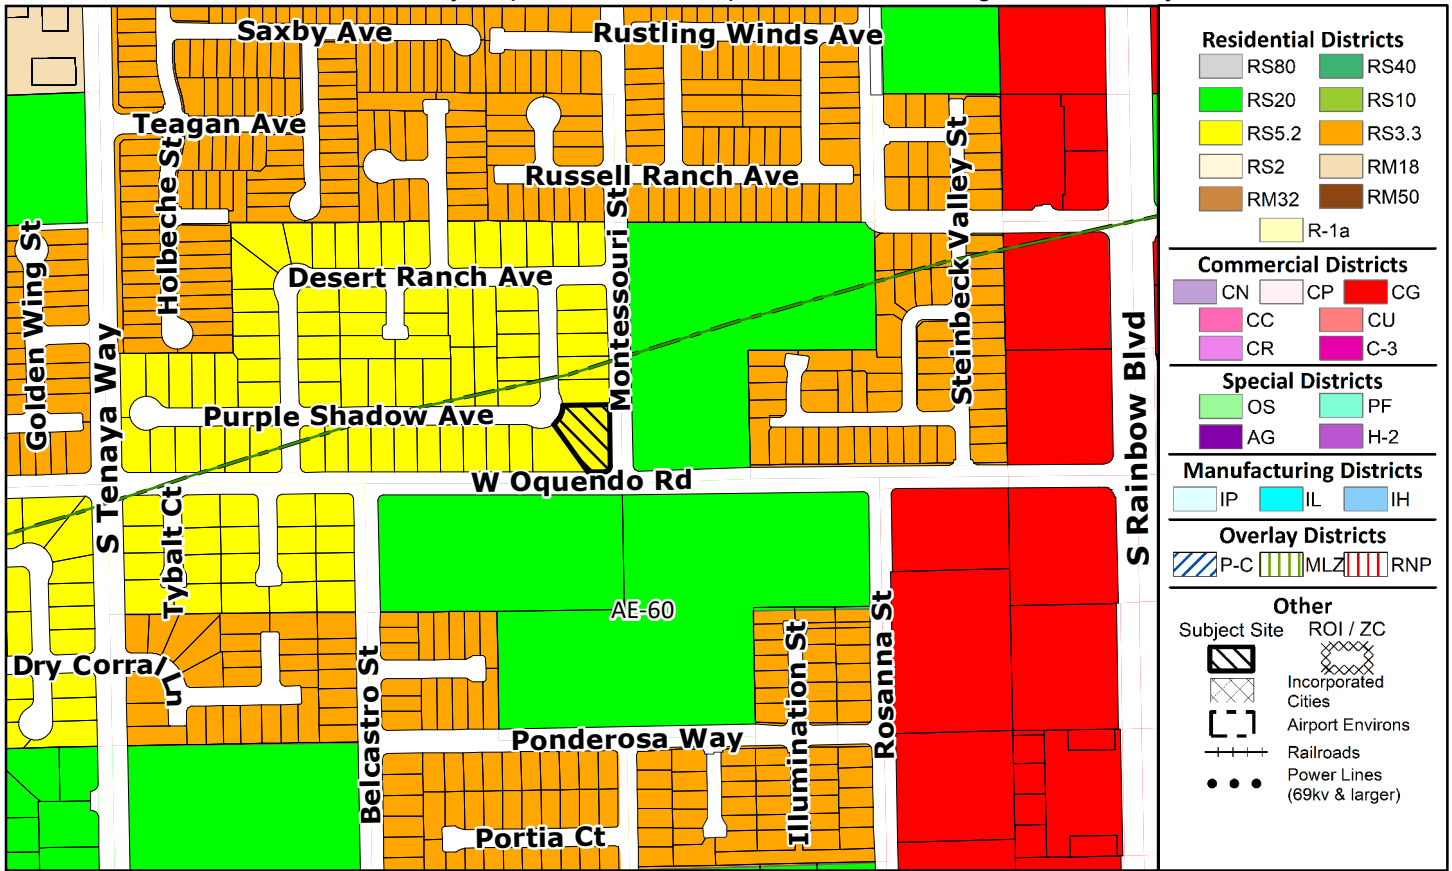 Saxby Ave
Rustling Winds Ave
Teagan Ave
Holbeche St
Russell Ranch Ave
Montessouri St
Steinbeck Valley St
Golden Wing St
Desert Ranch Ave
S Tenaya Way
Purple Shadow Ave
S Rainbow Blvd
W Oquendo Rd
Tybalt Ct
AE-60
Dry Corral
Ln
Belcastro St
Illumination St
Rosanna St
Ponderosa Way
Portia Ct
Residential Districts
RS80
RS40
RS20
RS10
RS5.2
RS3.3
RS2
RM18
RM32
RM50
R-1a
Commercial Districts
CN
CP
CG
CC
CU
CR
C-3
Special Districts
OS
PF
AG
H-2
Manufacturing Districts
IP
IL
IH
Overlay Districts
P-C
MLZ
RNP
Other
Subject Site
ROI / ZC
Incorporated
Cities
Airport Environs
Railroads
Power Lines
(69kv & larger)